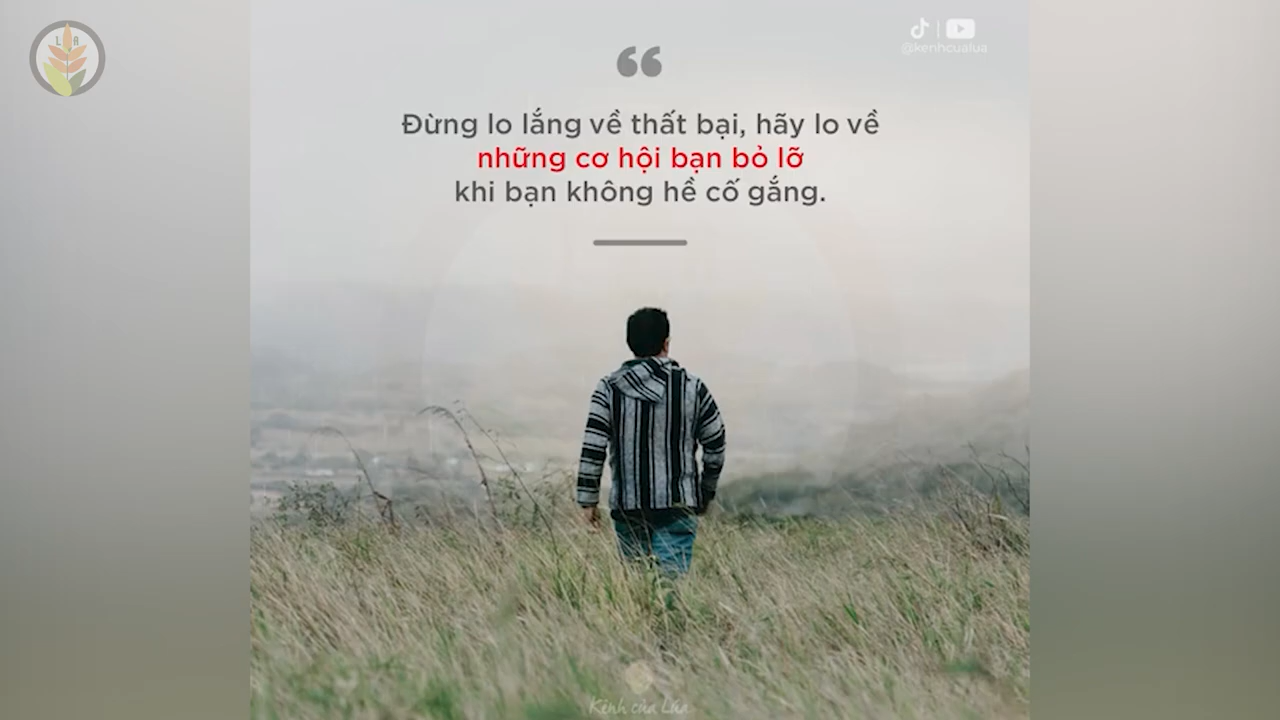 L A
@kenhcualua
Đừng lo lắng về thất bại, hãy lo về
những cơ hội bạn bỏ lỡ
khi bạn không hề cố gắng.
Kênh của Lúa